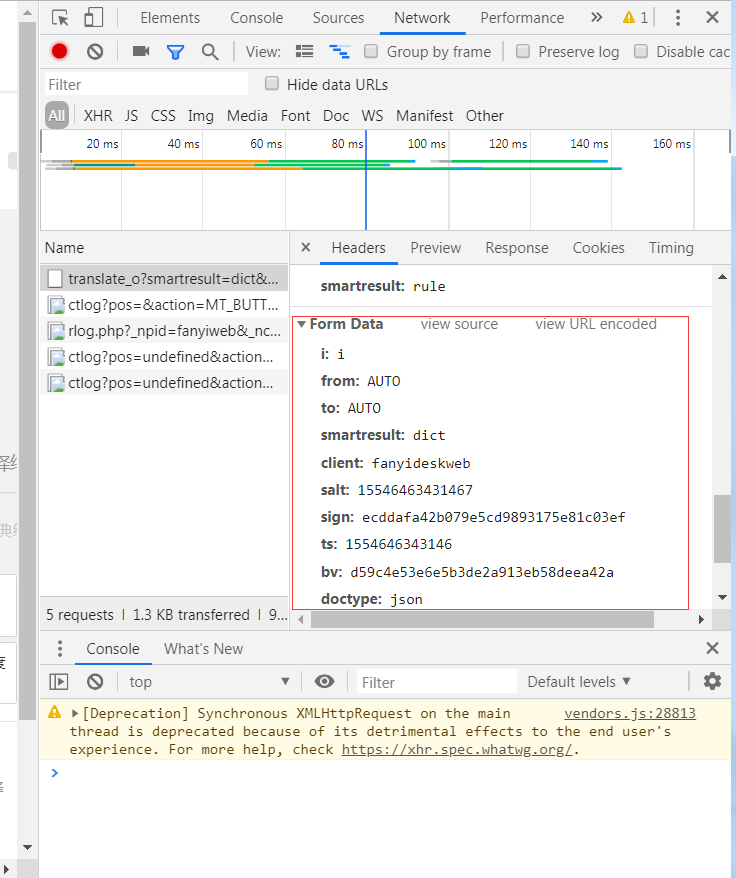 Elements Console Sources Network Performance » 1
View: Group by frame Preserve log Disable cac
Filter Hide data URLs
All XHR JS CSS Img Media Font Doc WS Manifest Other
20 ms 40 ms 60 ms 80 ms 100 ms 120 ms 140 ms 160 ms
Name
translate_o?smartresult=dict&...
ctlog?pos=&action=MT_BUTT...
rlog.php?_npid=fanyiweb&_nc...
ctlog?pos=undefined&action...
ctlog?pos=undefined&action...
5 requests | 1.3 KB transferred | 9...
× Headers Preview Response Cookies Timing
smartresult: rule
Form Data view source view URL encoded
i: i
from: AUTO
to: AUTO
smartresult: dict
client: fanyideskweb
salt: 15546463431467
sign: ecddafa42b079e5cd9893175e81c03ef
ts: 1554646343146
bv: d59c4e53e6e5b3de2a913eb58deea42a
doctype: json
Console What's New
top Filter Default levels
[Deprecation] Synchronous XMLHttpRequest on the main vendors.js:28813
thread is deprecated because of its detrimental effects to the end user's
experience. For more help, check https://xhr.spec.whatwg.org/.